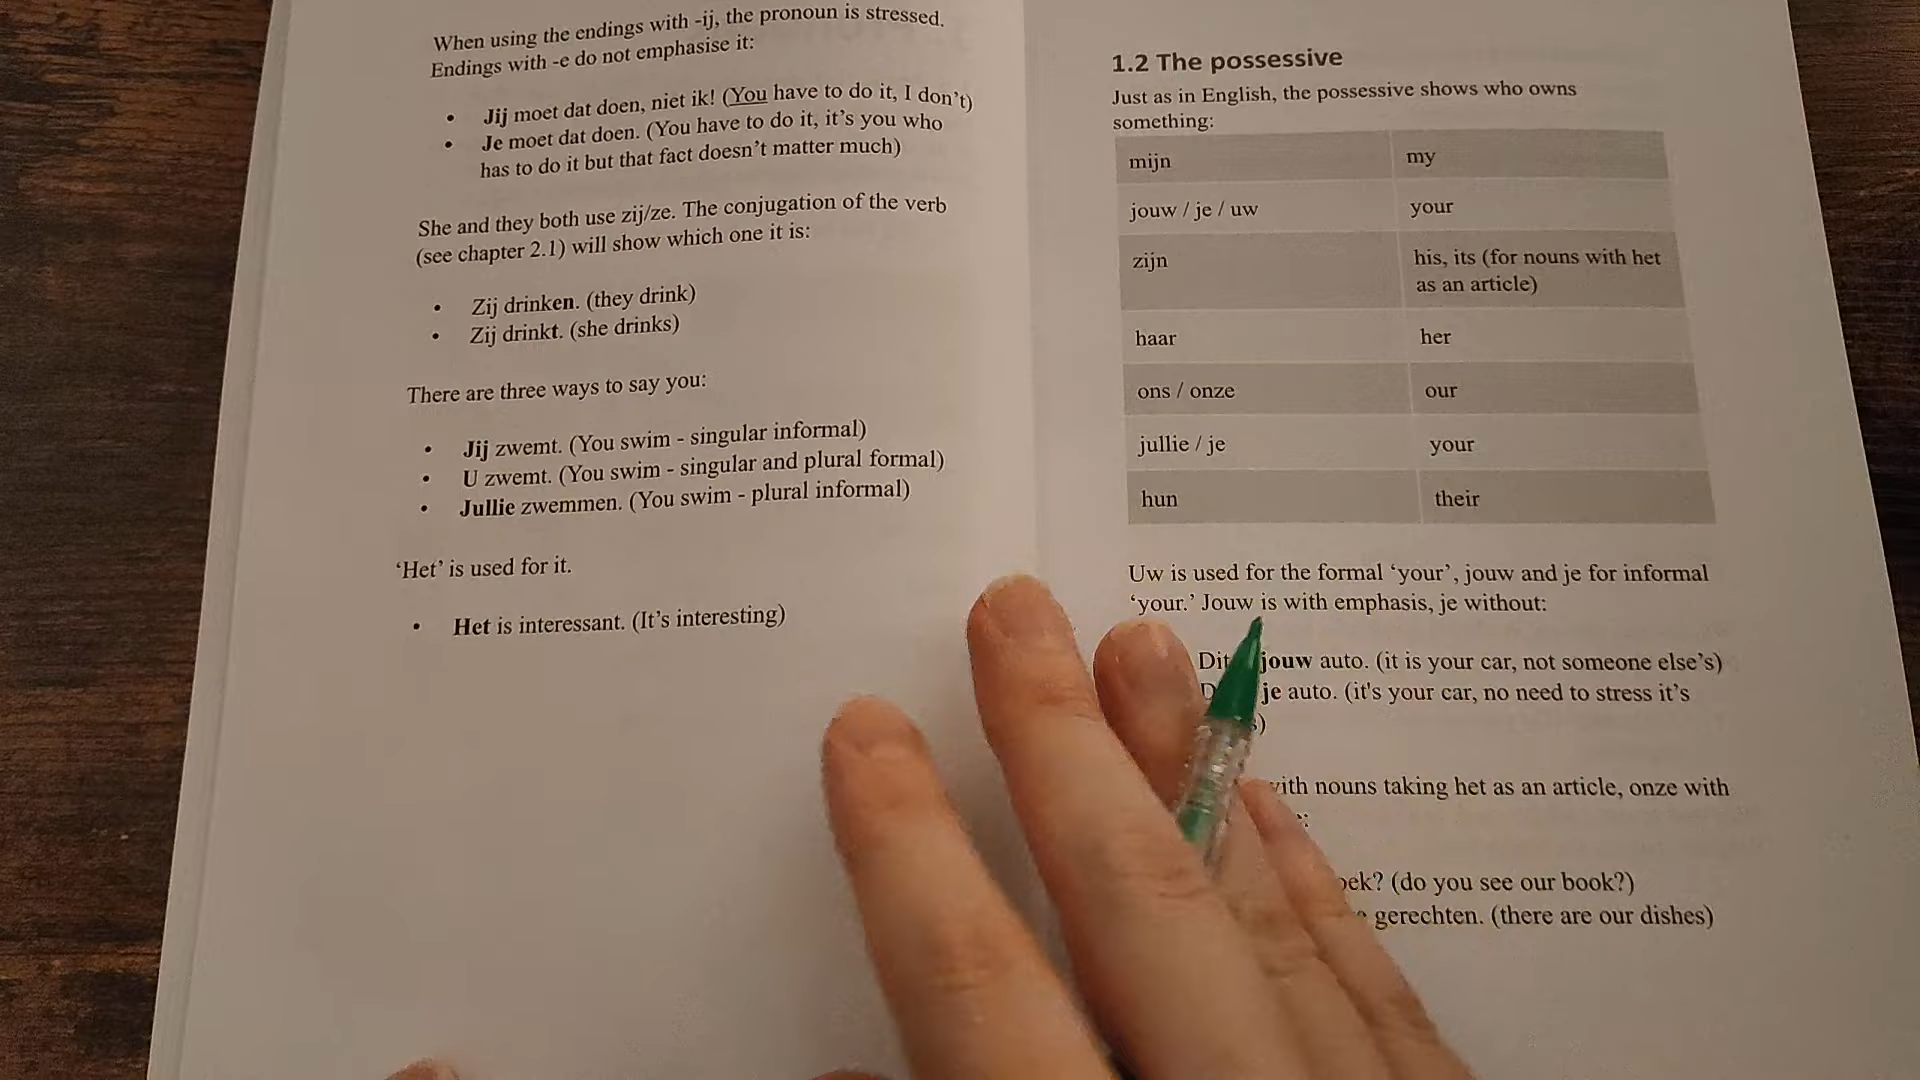 When using the endings with -ij, the pronoun is stressed.
Endings with -e do not emphasise it:
• Jij moet dat doen, niet ik! (You have to do it, I don't)
• Je moet dat doen. (You have to do it, it's you who
has to do it but that fact doesn't matter much)
She and they both use zij/ze. The conjugation of the verb
(see chapter 2.1) will show which one it is:
• Zij drinken. (they drink)
• Zij drinkt. (she drinks)
There are three ways to say you:
• Jij zwemt. (You swim - singular informal)
• U zwemt. (You swim - singular and plural formal)
• Jullie zwemmen. (You swim - plural informal)
‘Het’ is used for it.
• Het is interessant. (It's interesting)
1.2 The possessive
Just as in English, the possessive shows who owns
something:
mijn my
jouw / je / uw your
zijn his, its (for nouns with het
as an article)
haar her
ons / onze our
jullie / je your
hun their
Uw is used for the formal ‘your’, jouw and je for informal
‘your.’ Jouw is with emphasis, je without:
Dit jouw auto. (it is your car, not someone else's)
je auto. (it's your car, no need to stress it's
with nouns taking het as an article, onze with
(do you see our book?)
gerechten. (there are our dishes)